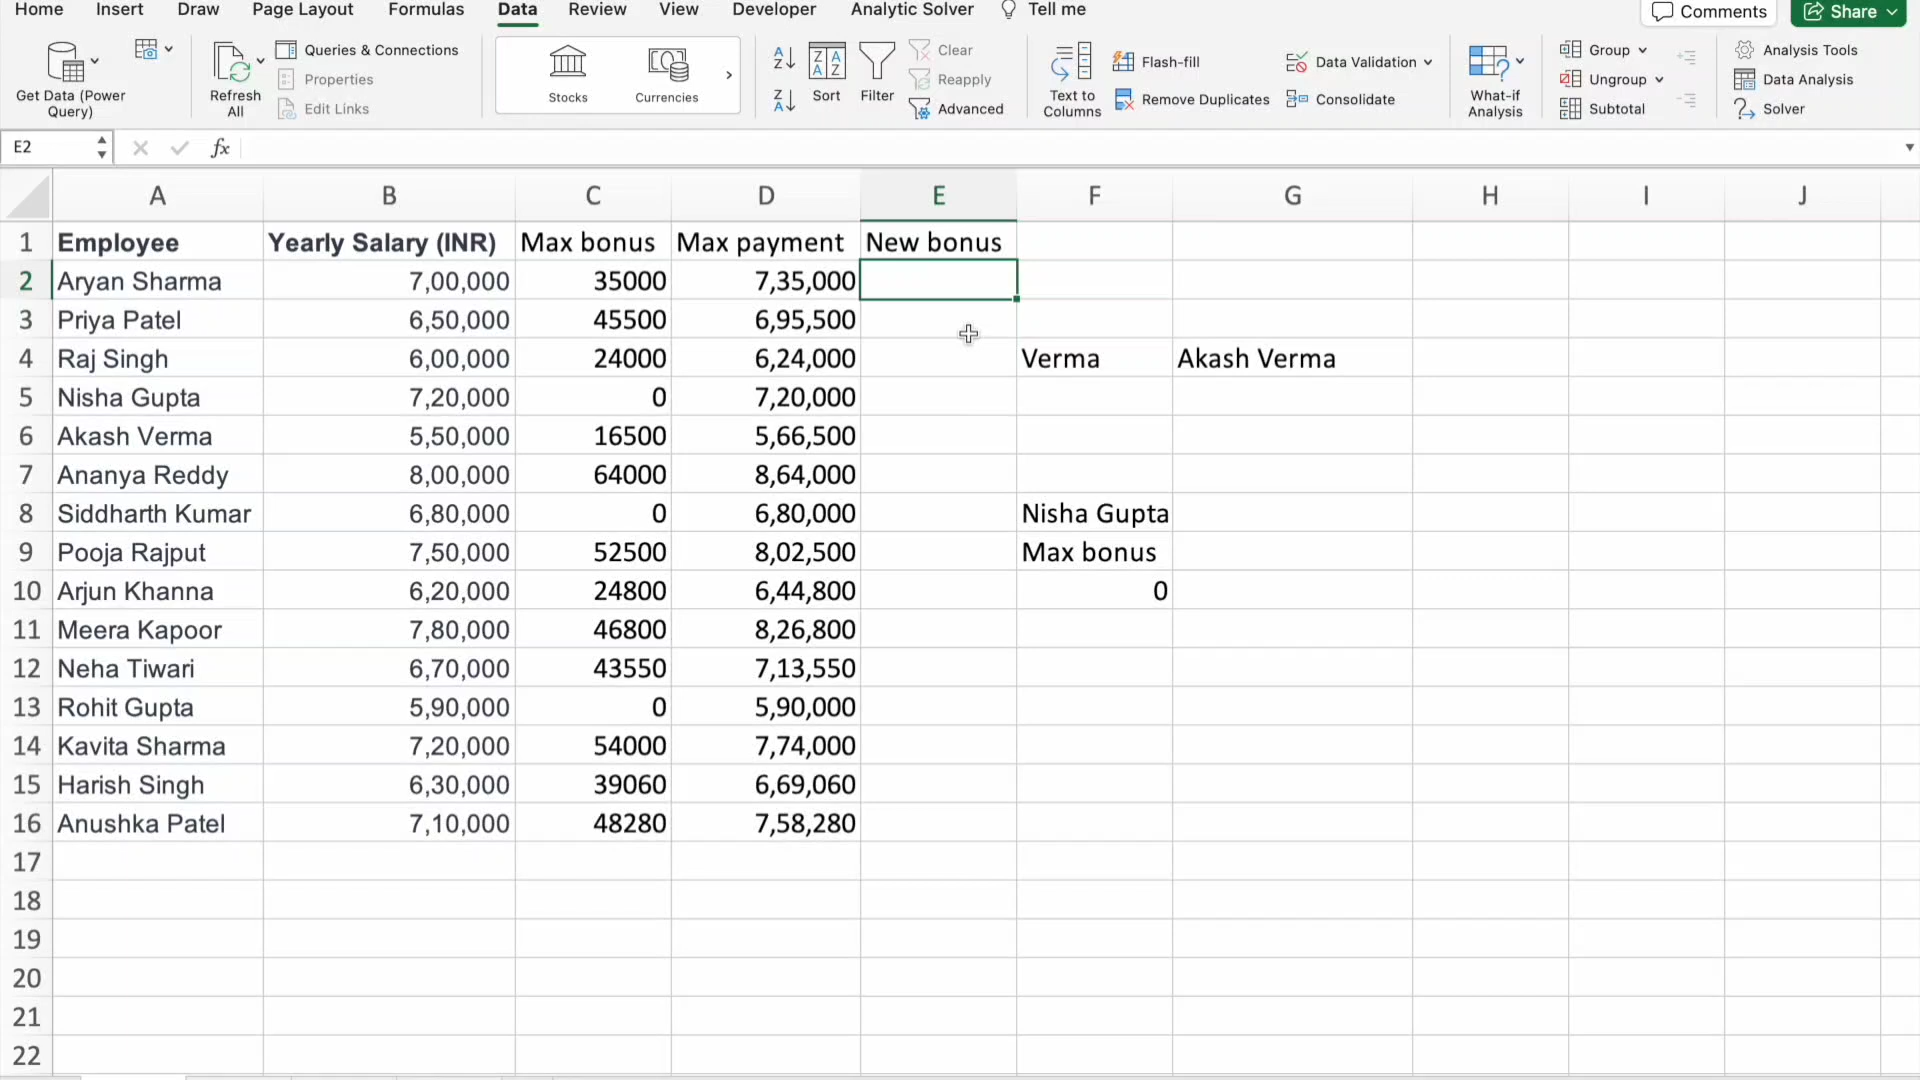 Home Insert Draw Page Layout Formulas Data Review View Developer Analytic Solver Tell me Comments Share
Get Data (Power Query)
Refresh All
Queries & Connections
Properties
Edit Links
Stocks
Currencies
Sort
Filter
Clear
Reapply
Advanced
Text to Columns
Flash-fill
Remove Duplicates
Data Validation
Consolidate
What-if Analysis
Group
Ungroup
Subtotal
Analysis Tools
Data Analysis
Solver
E2 fx
A B C D E F G H I J
1 Employee Yearly Salary (INR) Max bonus Max payment New bonus
2 Aryan Sharma 7,00,000 35000 7,35,000
3 Priya Patel 6,50,000 45500 6,95,500
4 Raj Singh 6,00,000 24000 6,24,000 Verma Akash Verma
5 Nisha Gupta 7,20,000 0 7,20,000
6 Akash Verma 5,50,000 16500 5,66,500
7 Ananya Reddy 8,00,000 64000 8,64,000
8 Siddharth Kumar 6,80,000 0 6,80,000 Nisha Gupta
9 Pooja Rajput 7,50,000 52500 8,02,500 Max bonus
10 Arjun Khanna 6,20,000 24800 6,44,800 0
11 Meera Kapoor 7,80,000 46800 8,26,800
12 Neha Tiwari 6,70,000 43550 7,13,550
13 Rohit Gupta 5,90,000 0 5,90,000
14 Kavita Sharma 7,20,000 54000 7,74,000
15 Harish Singh 6,30,000 39060 6,69,060
16 Anushka Patel 7,10,000 48280 7,58,280
17
18
19
20
21
22